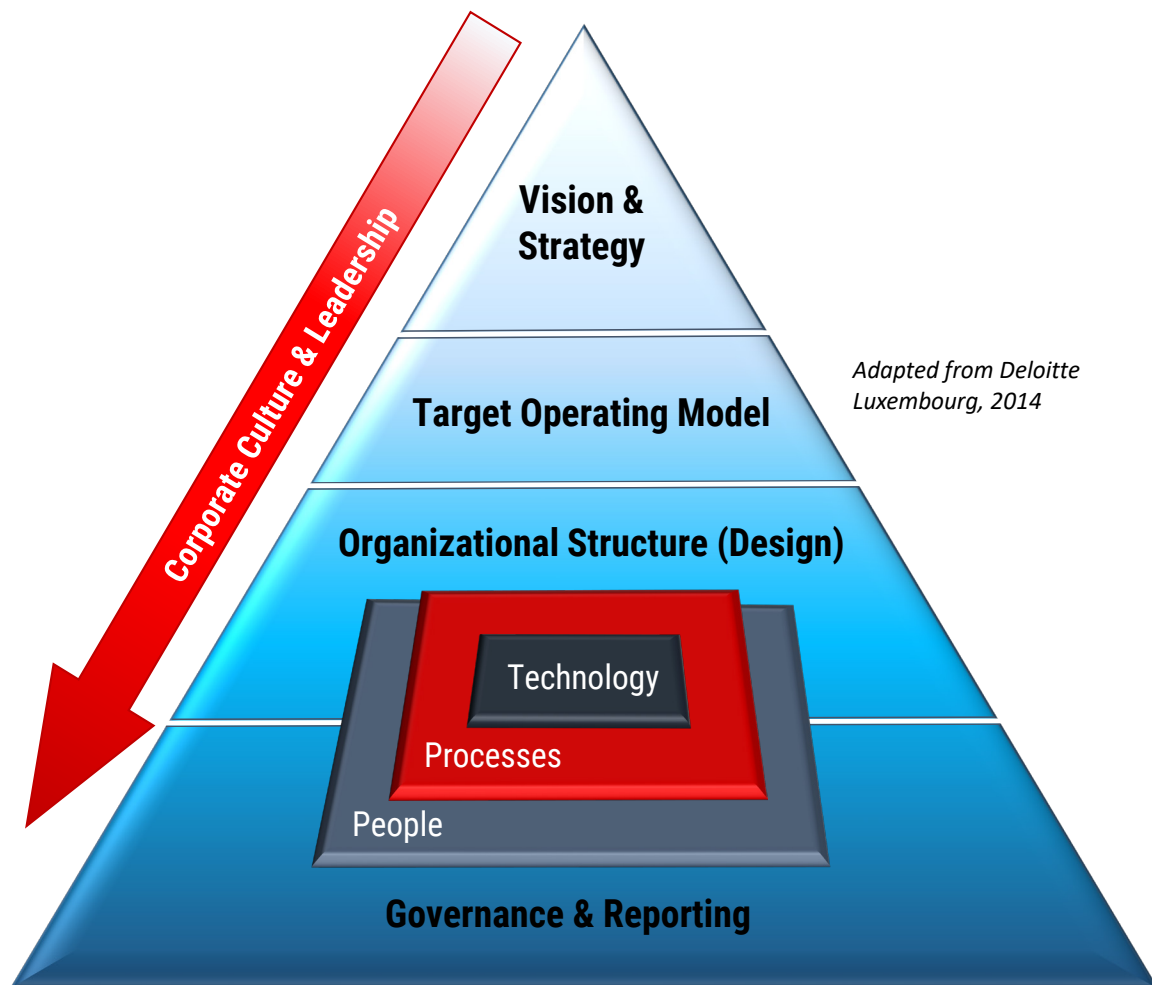 Vision &
Strategy
Corporate Culture & Leadership
Adapted from Deloitte
Luxembourg, 2014
Target Operating Model
Organizational Structure (Design)
Technology
Processes
People
Governance & Reporting